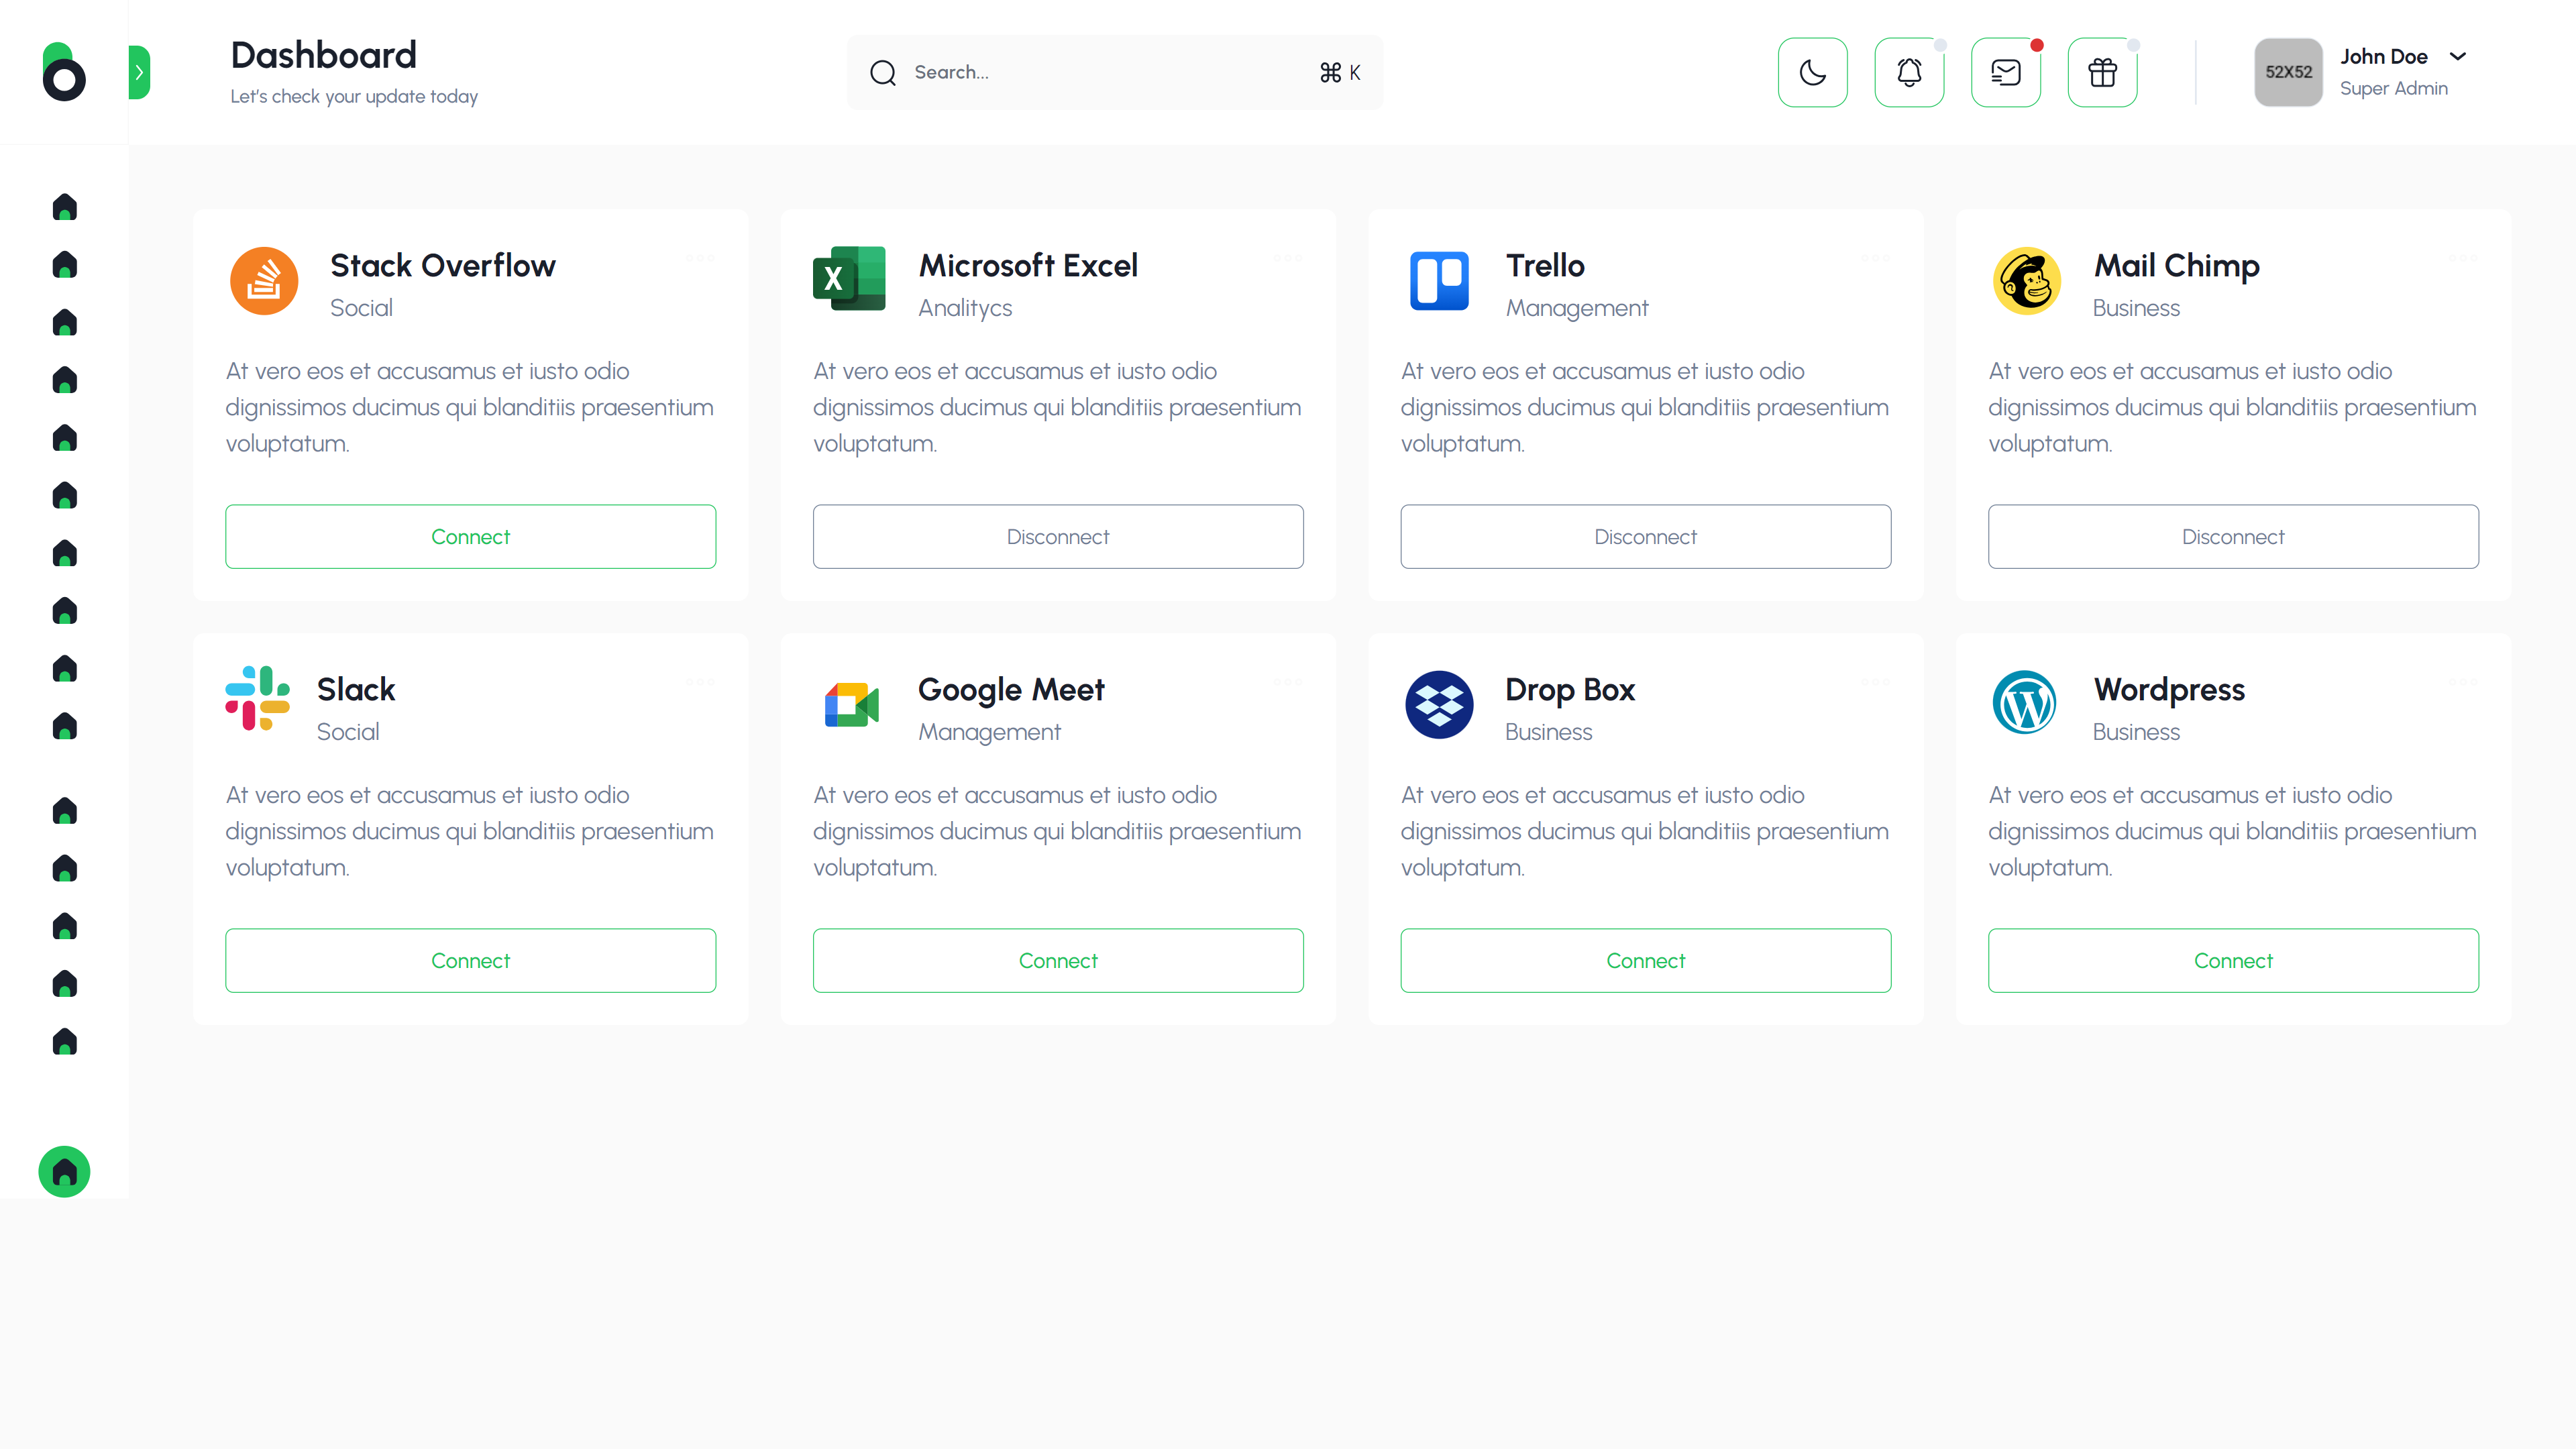 Dashboard
Let's check your update today
Search...
⌘ K
52X52
John Doe
Super Admin
Stack Overflow
Social
At vero eos et accusamus et iusto odio
dignissimos ducimus qui blanditiis praesentium
voluptatum.
Connect
Microsoft Excel
Analitycs
At vero eos et accusamus et iusto odio
dignissimos ducimus qui blanditiis praesentium
voluptatum.
Disconnect
Trello
Management
At vero eos et accusamus et iusto odio
dignissimos ducimus qui blanditiis praesentium
voluptatum.
Disconnect
Mail Chimp
Business
At vero eos et accusamus et iusto odio
dignissimos ducimus qui blanditiis praesentium
voluptatum.
Disconnect
Slack
Social
At vero eos et accusamus et iusto odio
dignissimos ducimus qui blanditiis praesentium
voluptatum.
Connect
Google Meet
Management
At vero eos et accusamus et iusto odio
dignissimos ducimus qui blanditiis praesentium
voluptatum.
Connect
Drop Box
Business
At vero eos et accusamus et iusto odio
dignissimos ducimus qui blanditiis praesentium
voluptatum.
Connect
Wordpress
Business
At vero eos et accusamus et iusto odio
dignissimos ducimus qui blanditiis praesentium
voluptatum.
Connect